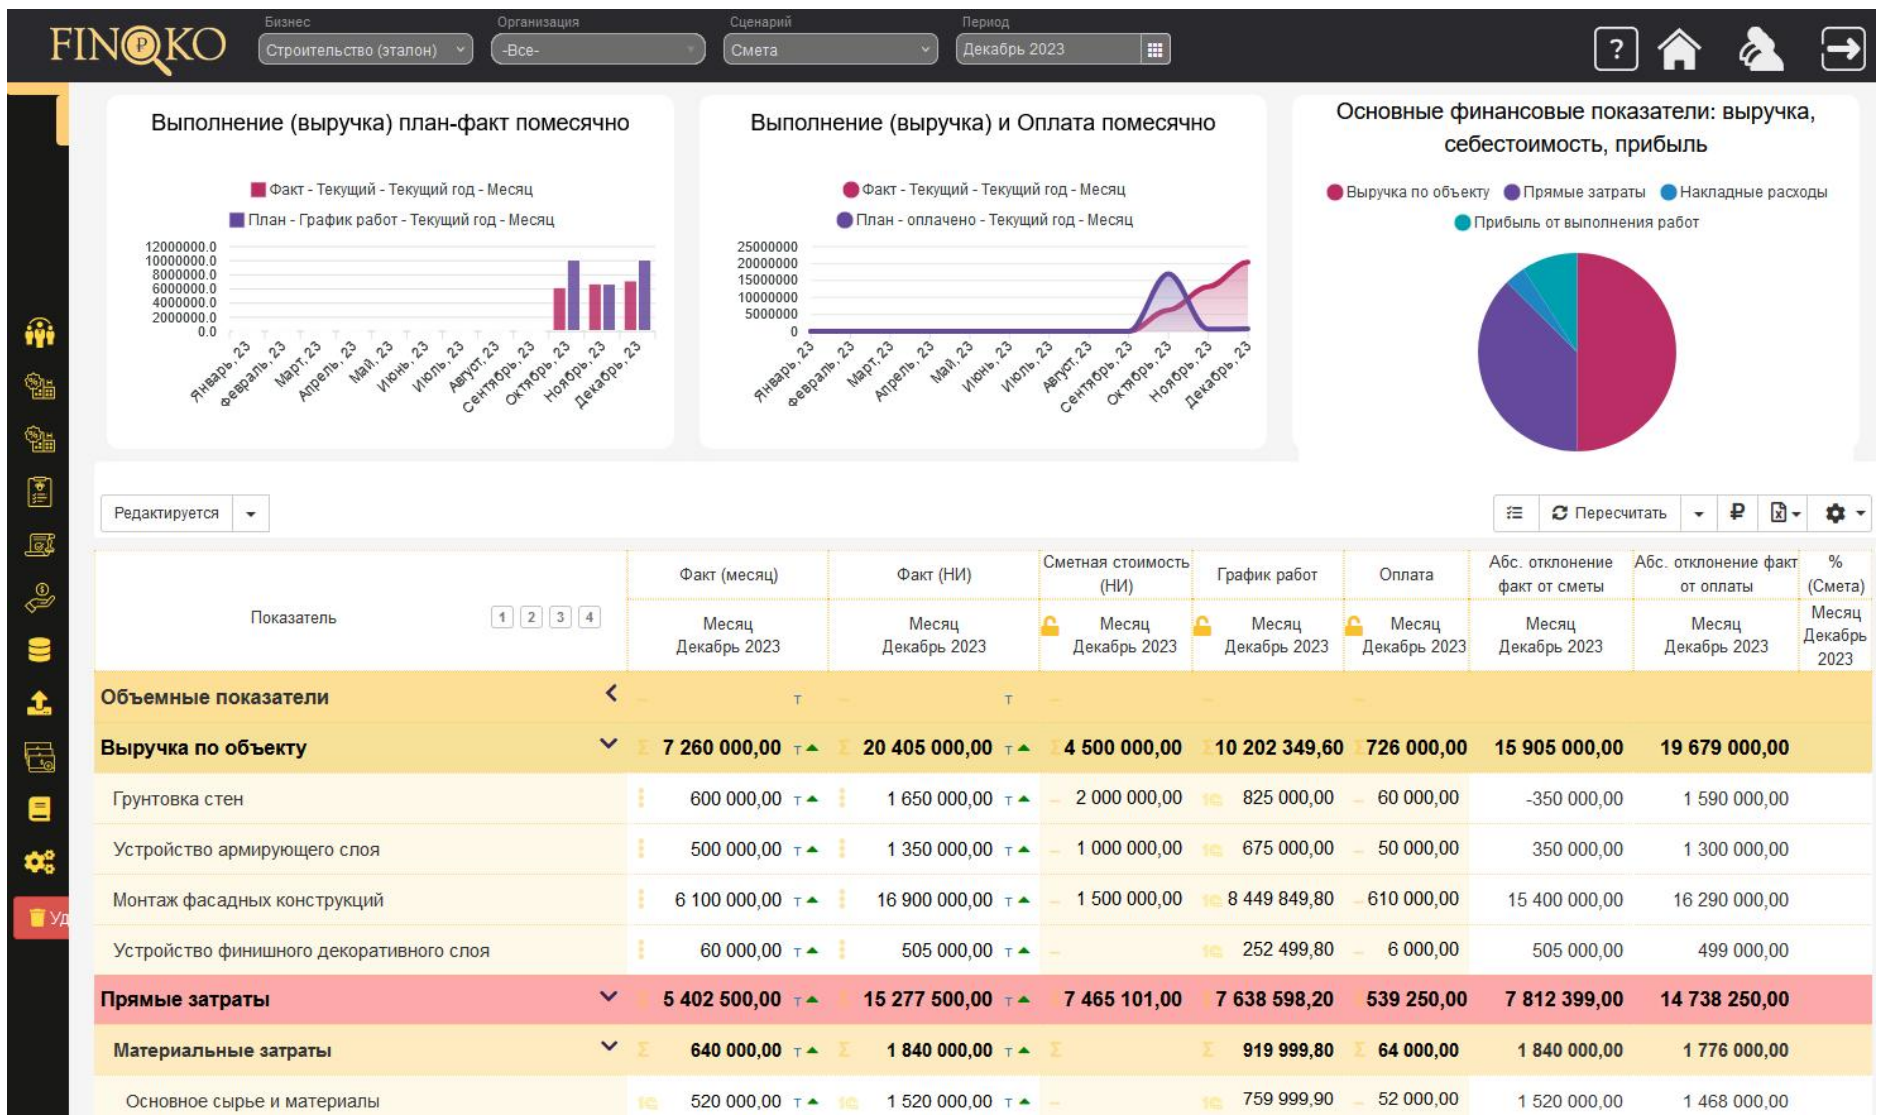 FINOKO
Бизнес
Организация
Сценарий
Период
Строительство (эталон)
-Все-
Смета
Декабрь 2023
?
Выполнение (выручка) план-факт помесячно
Факт - Текущий - Текущий год - Месяц
План - График работ - Текущий год - Месяц
12000000.0
10000000.0
8000000.0
6000000.0
4000000.0
2000000.0
0.0
Январь, 23
Февраль, 23
Март, 23
Апрель, 23
Май, 23
Июнь, 23
Июль, 23
Август, 23
Сентябрь, 23
Октябрь, 23
Ноябрь, 23
Декабрь, 23
Выполнение (выручка) и Оплата помесячно
Факт - Текущий - Текущий год - Месяц
План - оплачено - Текущий год - Месяц
25000000
20000000
15000000
10000000
5000000
0
Январь, 23
Февраль, 23
Март, 23
Апрель, 23
Май, 23
Июнь, 23
Июль, 23
Август, 23
Сентябрь, 23
Октябрь, 23
Ноябрь, 23
Декабрь, 23
Основные финансовые показатели: выручка,
себестоимость, прибыль
Выручка по объекту Прямые затраты Накладные расходы
Прибыль от выполнения работ
Уд
Редактируется
Пересчитать
Показатель 1 2 3 4
Факт (месяц)
Факт (НИ)
Сметная стоимость
(НИ)
График работ
Оплата
Абс. отклонение
факт от сметы
Абс. отклонение факт
от оплаты
%
(Смета)
Месяц
Декабрь 2023
Месяц
Декабрь 2023
Месяц
Декабрь 2023
Месяц
Декабрь 2023
Месяц
Декабрь 2023
Месяц
Декабрь 2023
Месяц
Декабрь 2023
Месяц
Декабрь
2023
Объемные показатели – т – т – – –
Выручка по объекту Σ 7 260 000,00 т Σ 20 405 000,00 т Σ 4 500 000,00 Σ 10 202 349,60 Σ 726 000,00 15 905 000,00 19 679 000,00
Грунтовка стен 600 000,00 т 1 650 000,00 т – 2 000 000,00 1С 825 000,00 – 60 000,00 -350 000,00 1 590 000,00
Устройство армирующего слоя 500 000,00 т 1 350 000,00 т – 1 000 000,00 1С 675 000,00 – 50 000,00 350 000,00 1 300 000,00
Монтаж фасадных конструкций 6 100 000,00 т 16 900 000,00 т – 1 500 000,00 1С 8 449 849,80 – 610 000,00 15 400 000,00 16 290 000,00
Устройство финишного декоративного слоя 60 000,00 т 505 000,00 т – 1С 252 499,80 – 6 000,00 505 000,00 499 000,00
Прямые затраты 5 402 500,00 т 15 277 500,00 т 7 465 101,00 7 638 598,20 539 250,00 7 812 399,00 14 738 250,00
Материальные затраты Σ 640 000,00 т Σ 1 840 000,00 т Σ Σ 919 999,80 Σ 64 000,00 1 840 000,00 1 776 000,00
Основное сырье и материалы 1С 520 000,00 т 1С 1 520 000,00 т – 1С 759 999,90 – 52 000,00 1 520 000,00 1 468 000,00